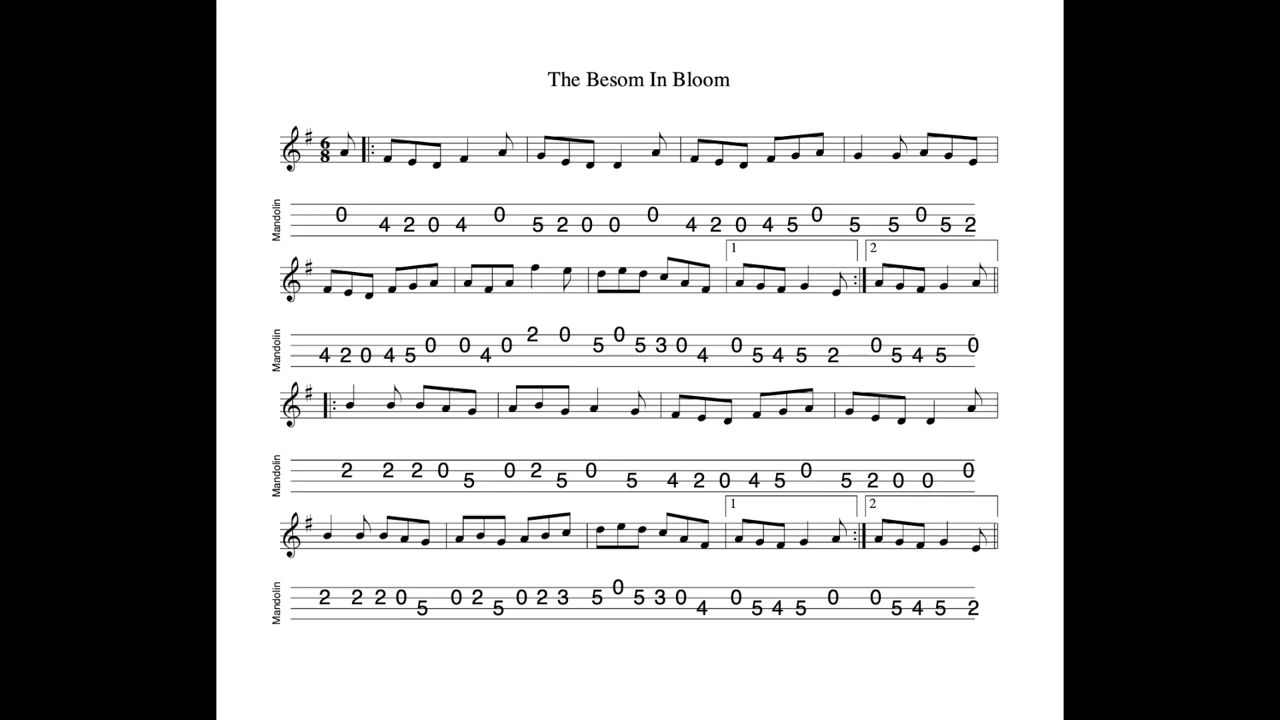 The Besom In Bloom
6
8
Mandolin
0 4 2 0 4 0 5 2 0 0 0 4 2 0 4 5 0 5 5 0 5 2
1 2
Mandolin
4 2 0 4 5 0 0 4 0 2 0 5 0 5 3 0 4 0 5 4 5 2 0 5 4 5 0
Mandolin
2 2 2 0 5 0 2 5 0 5 4 2 0 4 5 0 5 2 0 0 0
1 2
Mandolin
2 2 2 0 5 0 2 5 0 2 3 5 0 5 3 0 4 0 5 4 5 0 0 5 4 5 2